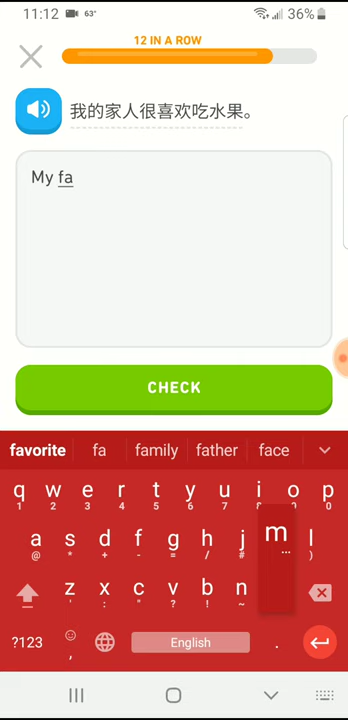 11:12 63° 36%
12 IN A ROW
我的家人很喜欢吃水果。
My fa
CHECK
favorite fa family father face
q w e r t y u i o p
1 2 3 4 5 6 7 8 9 0
a s d f g h j m l
@ * + - = / # ... )
z x c v b n
' : " ? ! ~
?123 , English .